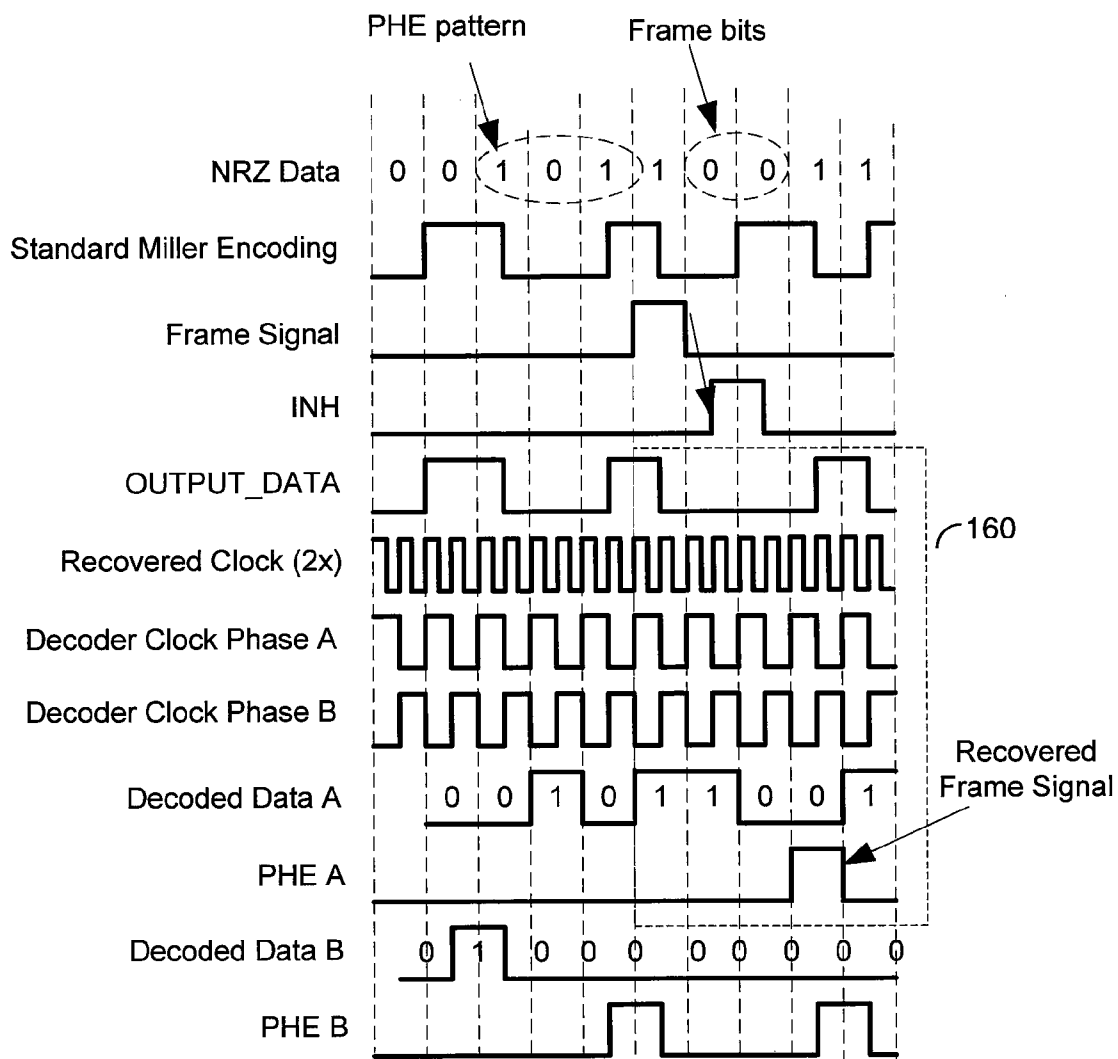 PHE pattern
Frame bits
NRZ Data
0 0 1 0 1 1 0 0 1 1
Standard Miller Encoding
Frame Signal
INH
OUTPUT_DATA
160
Recovered Clock (2x)
Decoder Clock Phase A
Decoder Clock Phase B
Recovered
Frame Signal
Decoded Data A
0 0 1 0 1 1 0 0 1
PHE A
Decoded Data B
0 1 0 0 0 0 0 0 0 0
PHE B